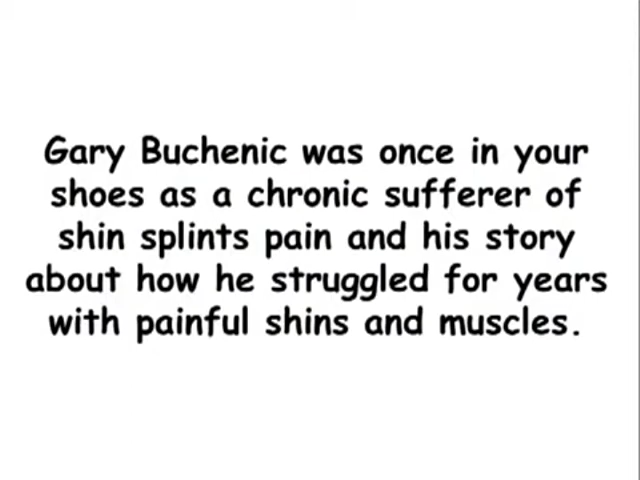 Gary Buchenic was once in your
shoes as a chronic sufferer of
shin splints pain and his story
about how he struggled for years
with painful shins and muscles.